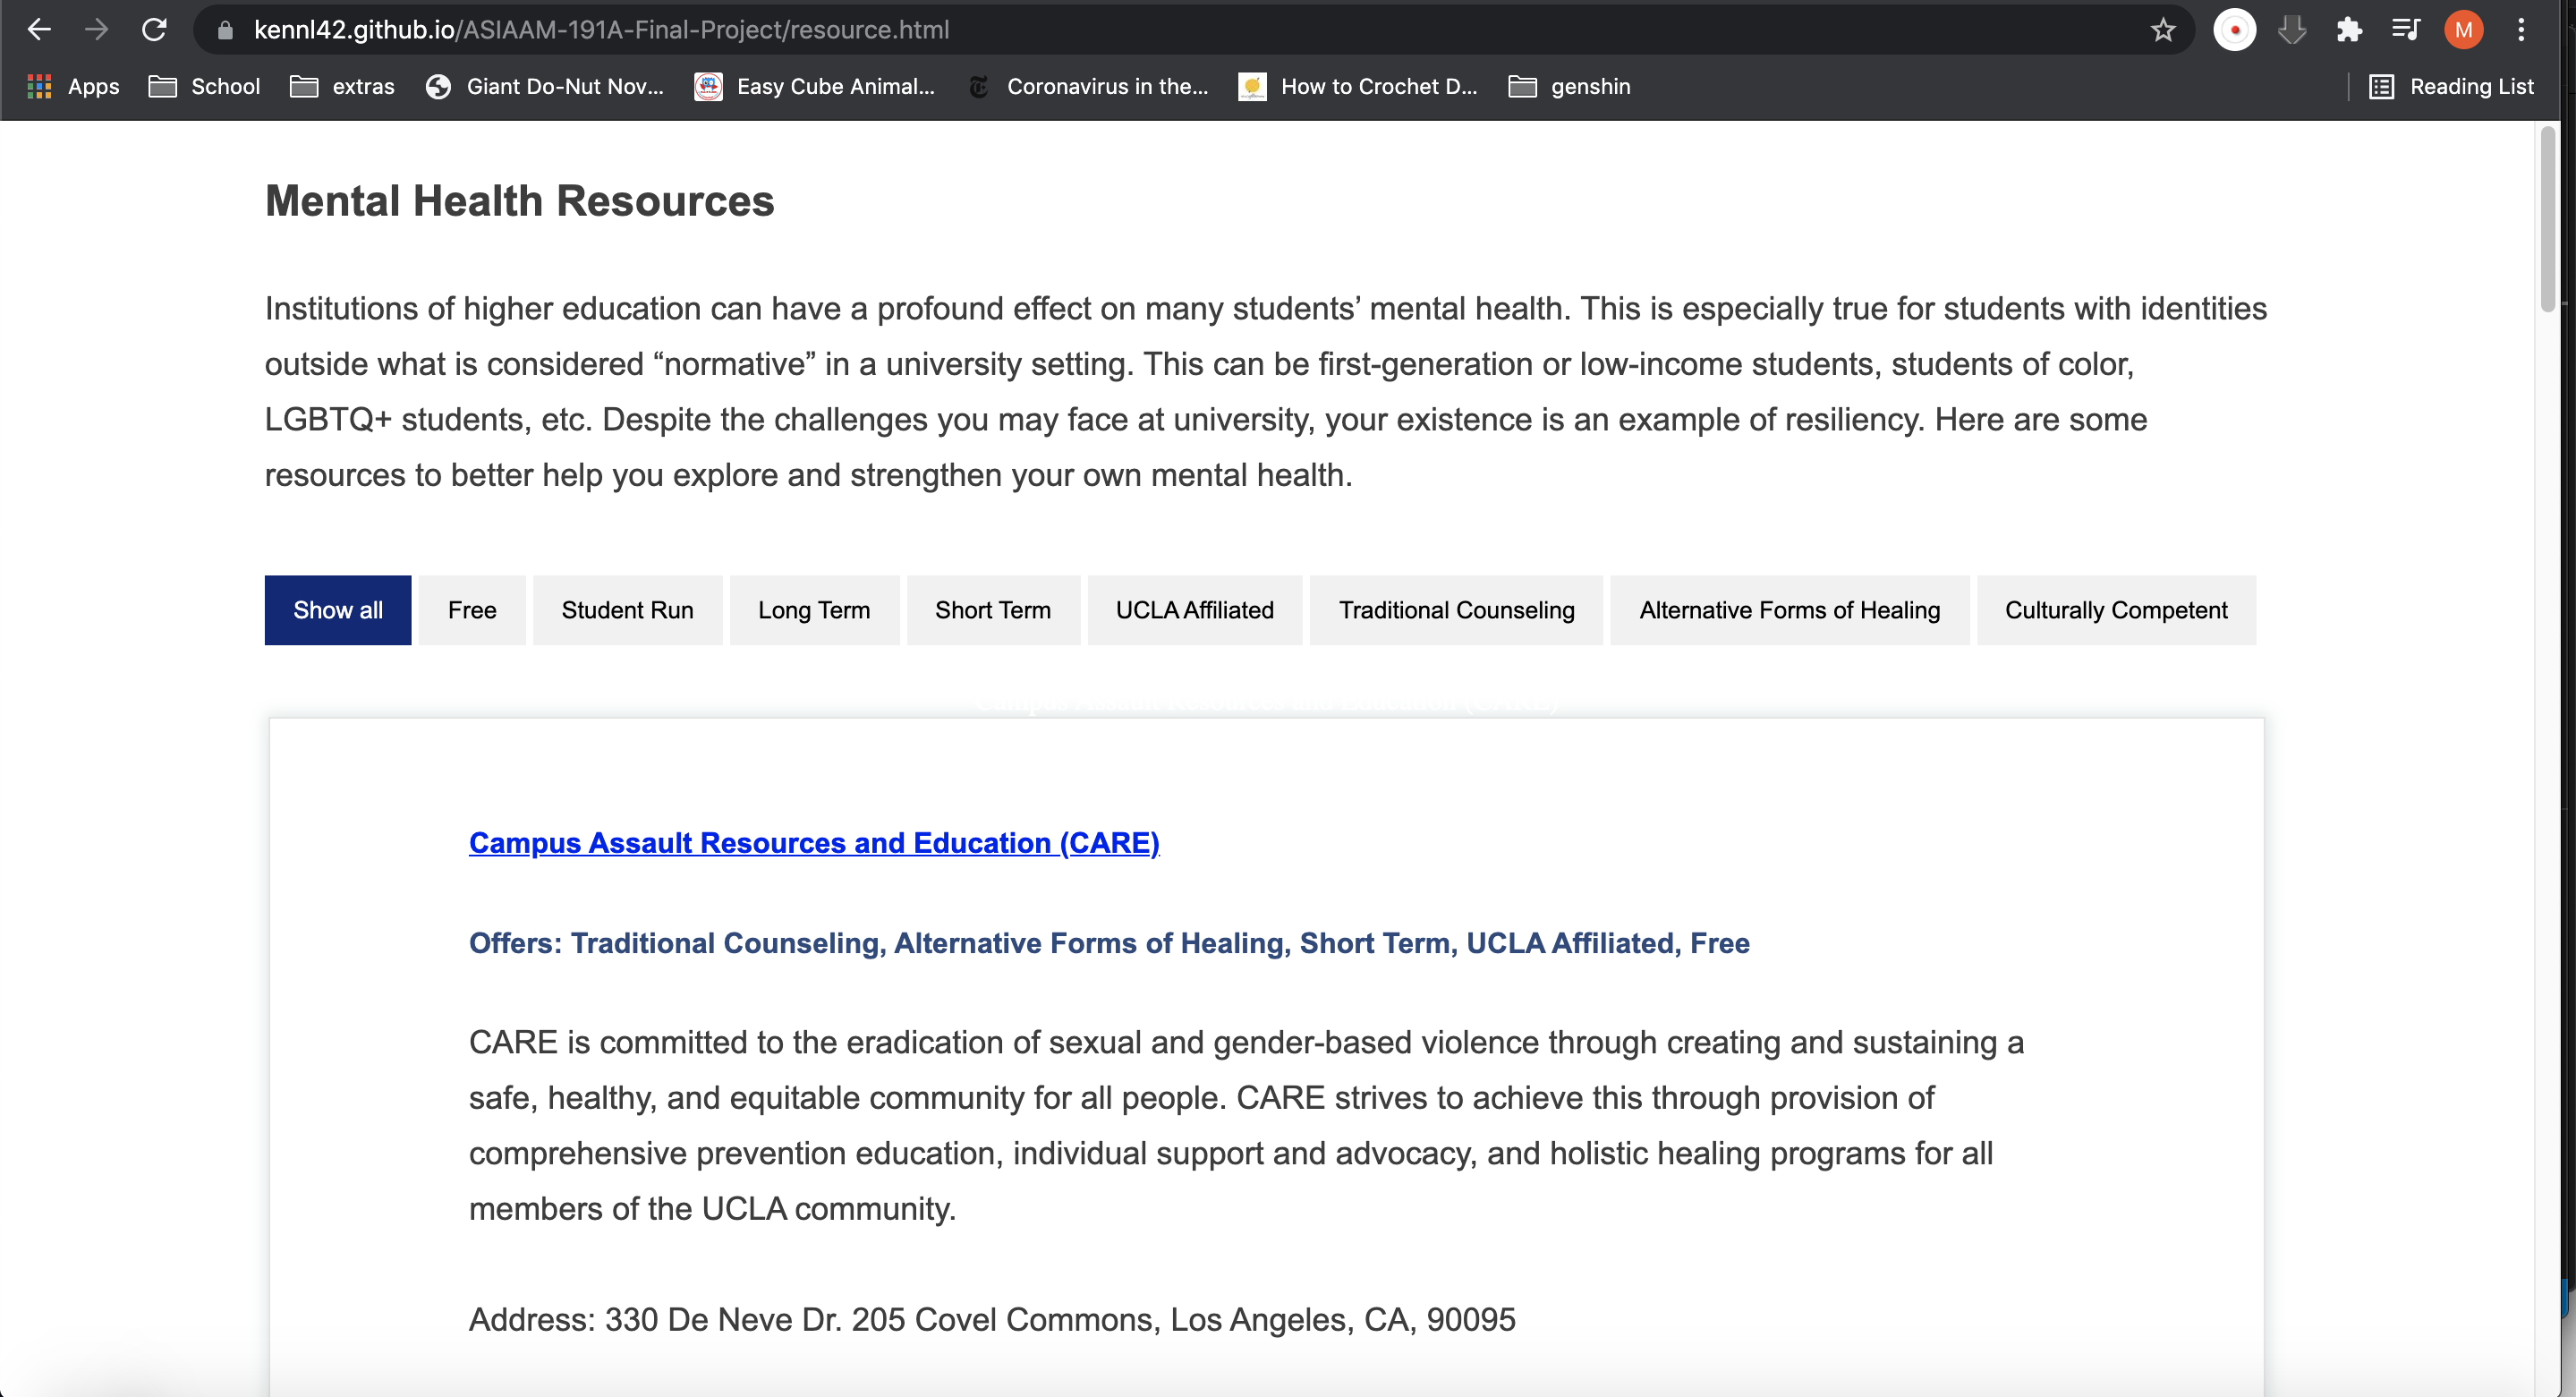 kennl42.github.io/ASIAAM-191A-Final-Project/resource.html
M
Apps School extras Giant Do-Nut Nov... Easy Cube Animal... Coronavirus in the... How to Crochet D... genshin Reading List
Mental Health Resources
Institutions of higher education can have a profound effect on many students’ mental health. This is especially true for students with identities
outside what is considered “normative” in a university setting. This can be first-generation or low-income students, students of color,
LGBTQ+ students, etc. Despite the challenges you may face at university, your existence is an example of resiliency. Here are some
resources to better help you explore and strengthen your own mental health.
Show all Free Student Run Long Term Short Term UCLA Affiliated Traditional Counseling Alternative Forms of Healing Culturally Competent
Campus Assault Resources and Education (CARE)
Campus Assault Resources and Education (CARE)
Offers: Traditional Counseling, Alternative Forms of Healing, Short Term, UCLA Affiliated, Free
CARE is committed to the eradication of sexual and gender-based violence through creating and sustaining a
safe, healthy, and equitable community for all people. CARE strives to achieve this through provision of
comprehensive prevention education, individual support and advocacy, and holistic healing programs for all
members of the UCLA community.
Address: 330 De Neve Dr. 205 Covel Commons, Los Angeles, CA, 90095